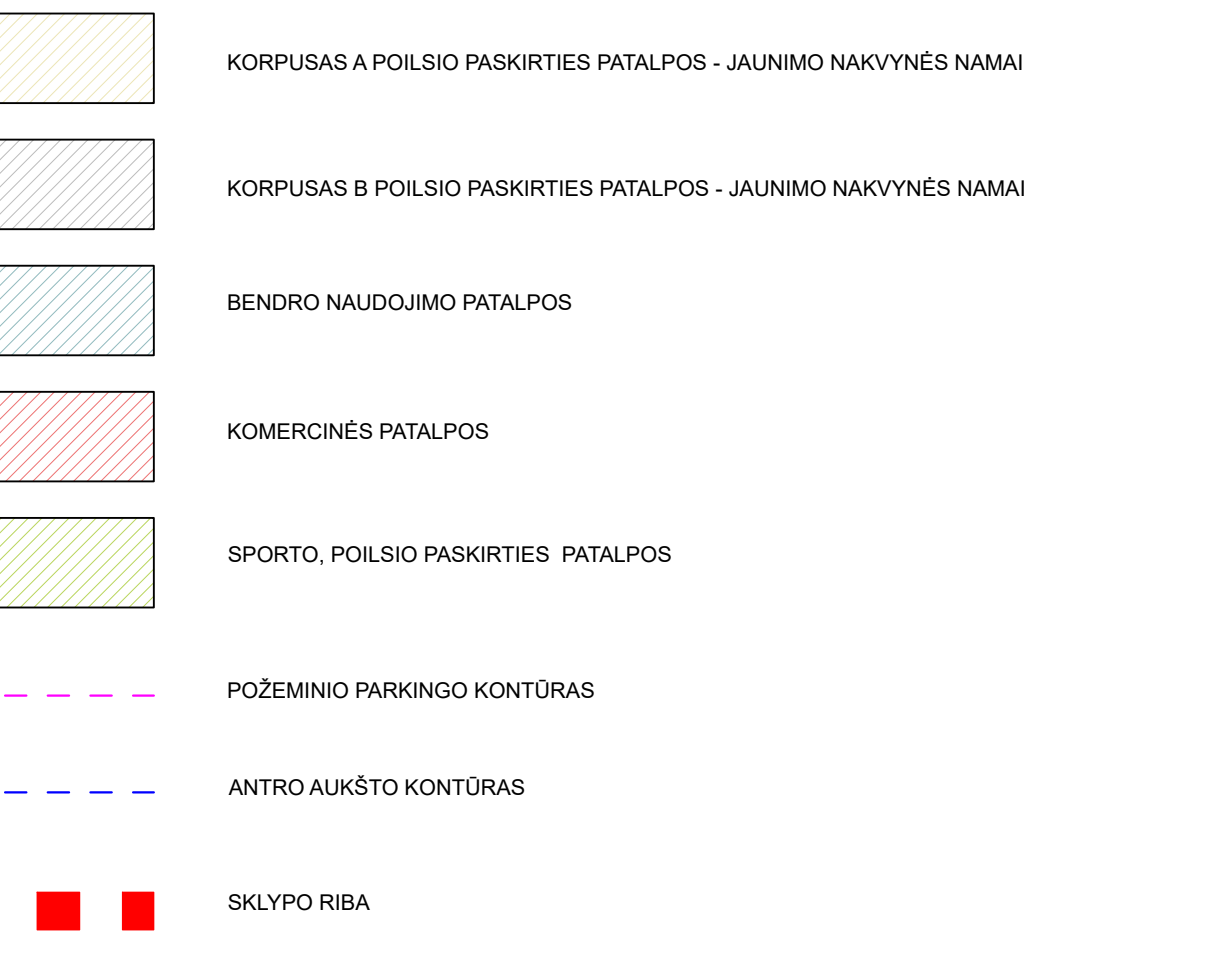 KORPUSAS A POILSIO PASKIRTIES PATALPOS - JAUNIMO NAKVYNĖS NAMAI
KORPUSAS B POILSIO PASKIRTIES PATALPOS - JAUNIMO NAKVYNĖS NAMAI
BENDRO NAUDOJIMO PATALPOS
KOMERCINĖS PATALPOS
SPORTO, POILSIO PASKIRTIES  PATALPOS
POŽEMINIO PARKINGO KONTŪRAS
ANTRO AUKŠTO KONTŪRAS
SKLYPO RIBA